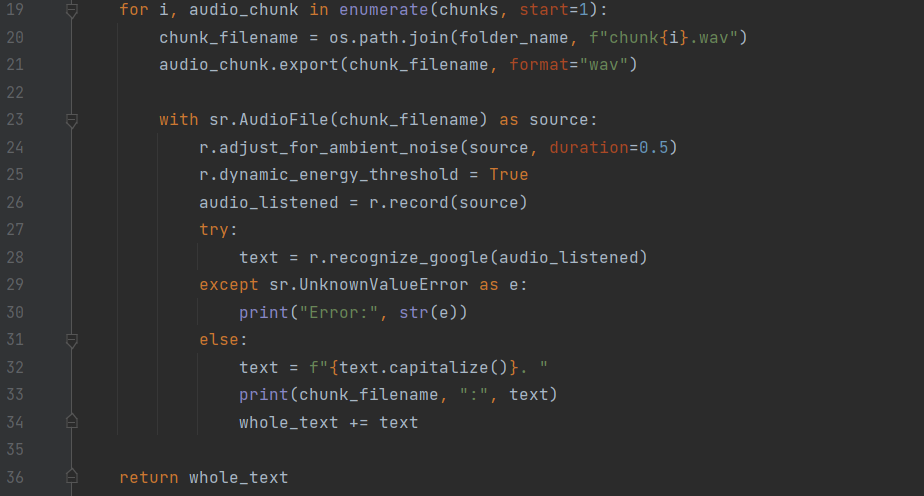 19 for i, audio_chunk in enumerate(chunks, start=1):
20 chunk_filename = os.path.join(folder_name, f"chunk{i}.wav")
21 audio_chunk.export(chunk_filename, format="wav")
22
23 with sr.AudioFile(chunk_filename) as source:
24 r.adjust_for_ambient_noise(source, duration=0.5)
25 r.dynamic_energy_threshold = True
26 audio_listened = r.record(source)
27 try:
28 text = r.recognize_google(audio_listened)
29 except sr.UnknownValueError as e:
30 print("Error:", str(e))
31 else:
32 text = f"{text.capitalize()}. "
33 print(chunk_filename, ":", text)
34 whole_text += text
35
36 return whole_text